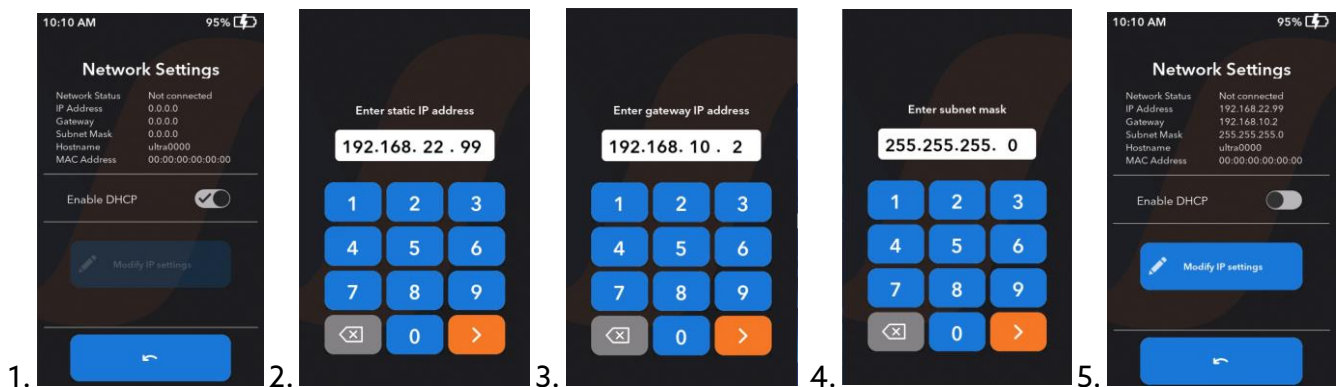 1.
10:10 AM 95%
Network Settings
Network Status Not connected
IP Address 0.0.0.0
Gateway 0.0.0.0
Subnet Mask 0.0.0.0
Hostname ultra0000
MAC Address 00:00:00:00:00:00
Enable DHCP
Modify IP settings
2.
Enter static IP address
192.168. 22 . 99
1 2 3
4 5 6
7 8 9
0 >
3.
Enter gateway IP address
192.168. 10 . 2
1 2 3
4 5 6
7 8 9
0 >
4.
Enter subnet mask
255.255.255. 0
1 2 3
4 5 6
7 8 9
0 >
5.
10:10 AM 95%
Network Settings
Network Status Not connected
IP Address 192.168.22.99
Gateway 192.168.10.2
Subnet Mask 255.255.255.0
Hostname ultra0000
MAC Address 00:00:00:00:00:00
Enable DHCP
Modify IP settings